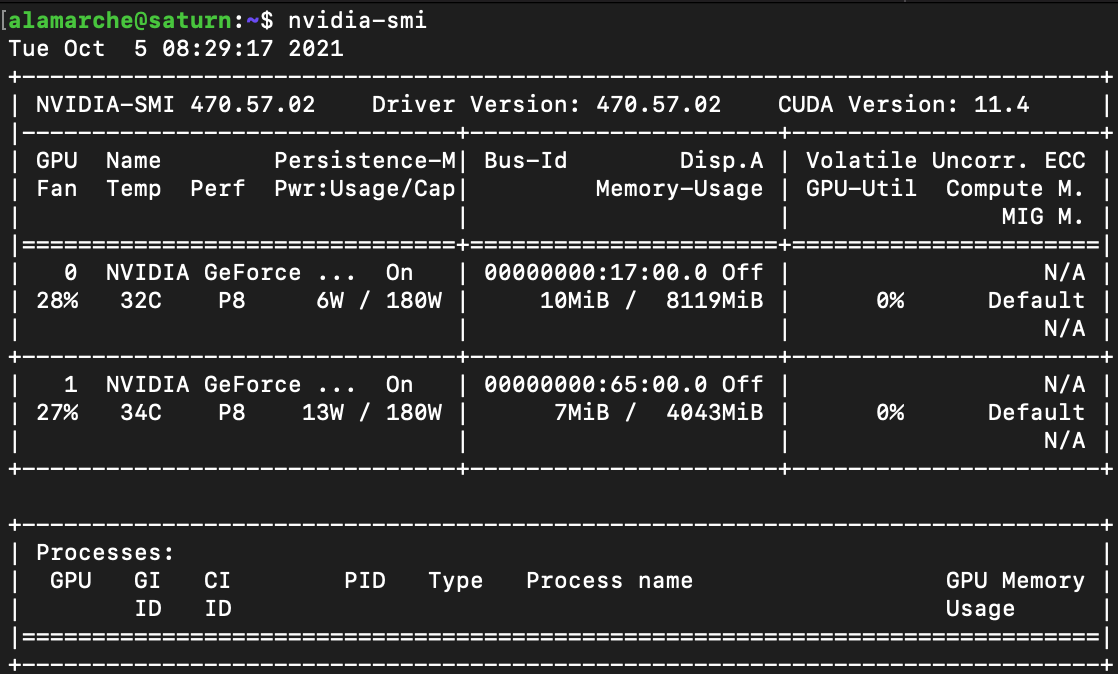 [alamarche@saturn:~$ nvidia-smi
Tue Oct  5 08:29:17 2021
+-----------------------------------------------------------------------------+
| NVIDIA-SMI 470.57.02    Driver Version: 470.57.02    CUDA Version: 11.4     |
|-------------------------------+----------------------+----------------------+
| GPU  Name        Persistence-M| Bus-Id        Disp.A | Volatile Uncorr. ECC |
| Fan  Temp  Perf  Pwr:Usage/Cap|         Memory-Usage | GPU-Util  Compute M. |
|                               |                      |               MIG M. |
|===============================+======================+======================|
|   0  NVIDIA GeForce ...  On   | 00000000:17:00.0 Off |                  N/A |
| 28%   32C    P8     6W / 180W |     10MiB /  8119MiB |      0%      Default |
|                               |                      |                  N/A |
+-------------------------------+----------------------+----------------------+
|   1  NVIDIA GeForce ...  On   | 00000000:65:00.0 Off |                  N/A |
| 27%   34C    P8    13W / 180W |      7MiB /  4043MiB |      0%      Default |
|                               |                      |                  N/A |
+-------------------------------+----------------------+----------------------+

+-----------------------------------------------------------------------------+
| Processes:                                                                  |
|  GPU   GI   CI        PID   Type   Process name                  GPU Memory |
|        ID   ID                                                   Usage      |
|=============================================================================|
+-----------------------------------------------------------------------------+